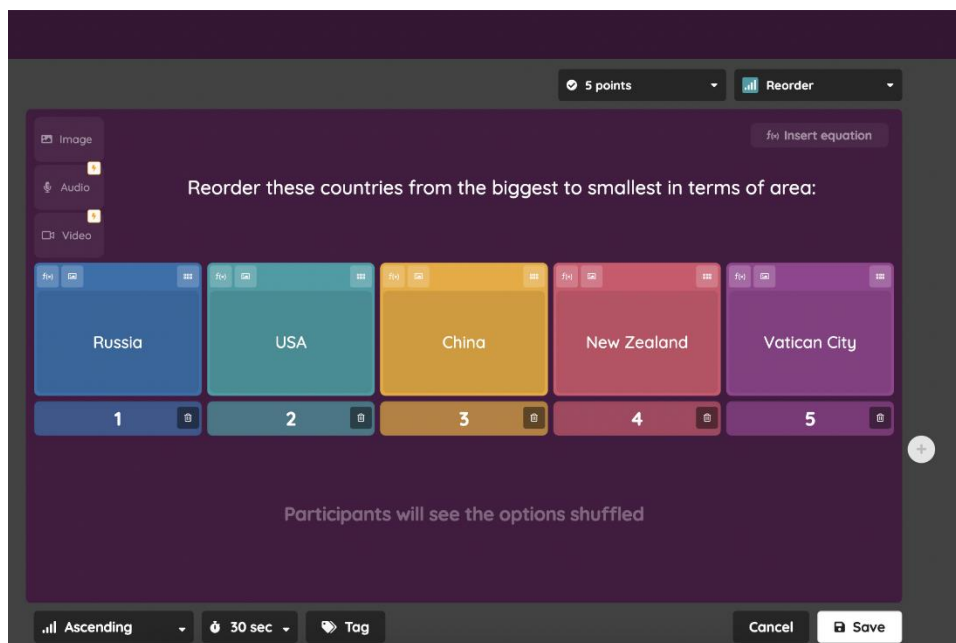 5 points
Reorder
Image
f(x) Insert equation
Audio
Reorder these countries from the biggest to smallest in terms of area:
Video
f(x) f(x) f(x) f(x) f(x)
Russia USA China New Zealand Vatican City
1 2 3 4 5
Participants will see the options shuffled
Ascending 30 sec Tag Cancel Save